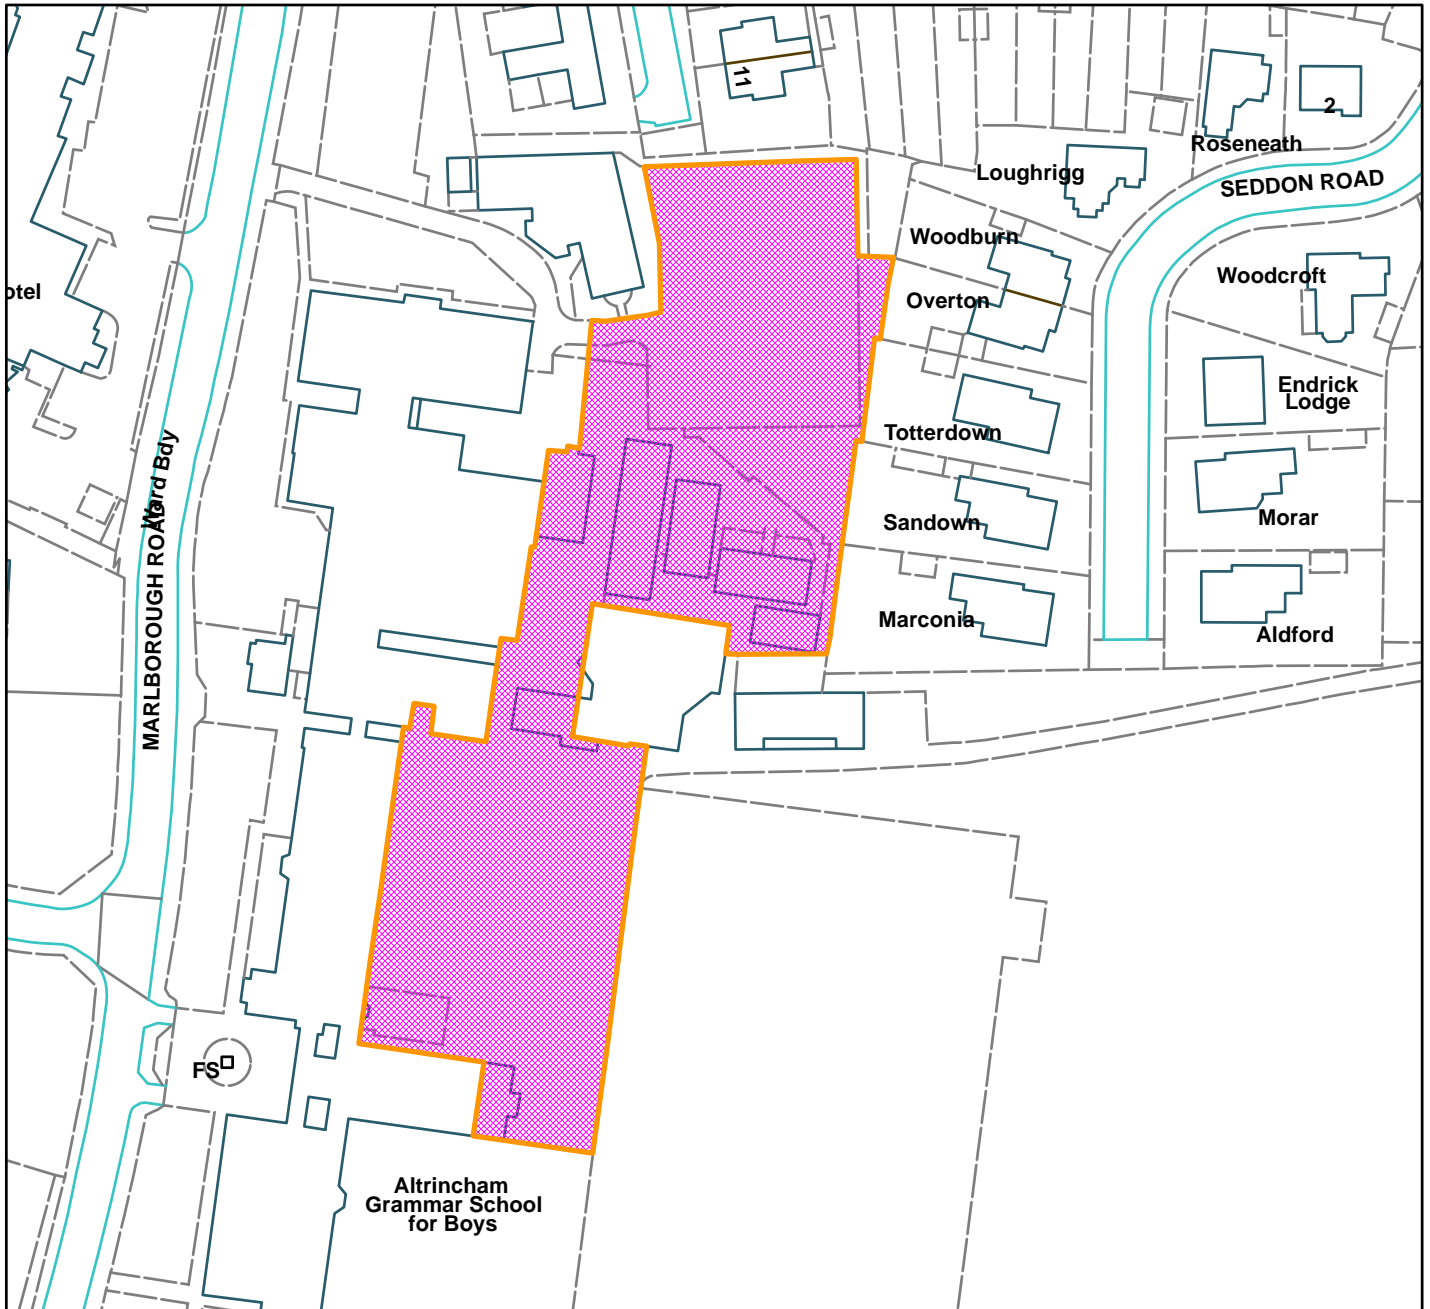 11
2
Roseneath
Loughrigg
SEDDON ROAD
Woodburn
Woodcroft
otel
Overton
Endrick
Lodge
Totterdown
Ward Bdy
MARLBOROUGH ROAD
Sandown
Morar
Marconia
Aldford
FS
Altrincham
Grammar School
for Boys